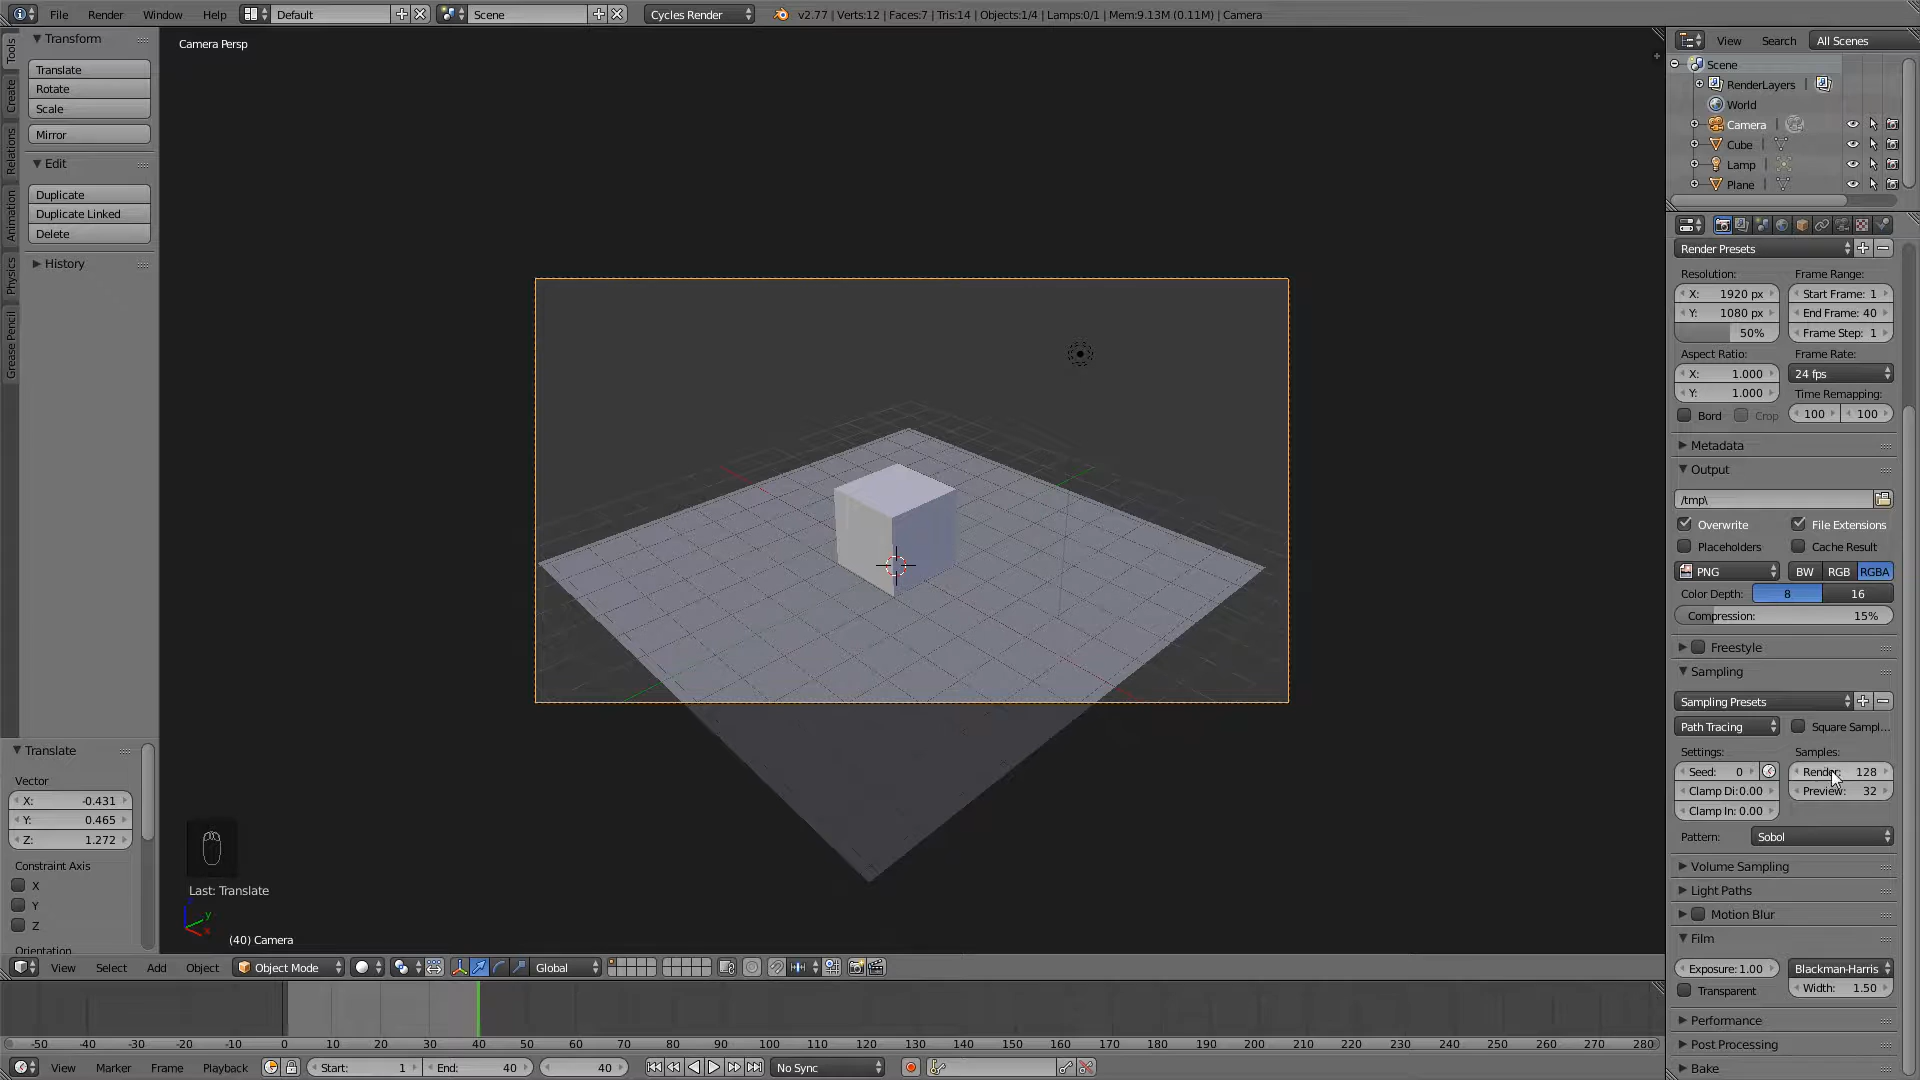 File Render Window Help Default Scene Cycles Render v2.77 | Verts:12 | Faces:7 | Tris:14 | Objects:1/4 | Lamps:0/1 | Mem:9.13M (0.11M) | Camera
Tools
Create
Relations
Animation
Physics
Grease Pencil
Transform
Translate
Rotate
Scale
Mirror
Edit
Duplicate
Duplicate Linked
Delete
History
Translate
Vector
X: -0.431
Y: 0.465
Z: 1.272
Constraint Axis
X
Y
Z
Orientation
Camera Persp
Last: Translate
y
x
(40) Camera
View Select Add Object Object Mode Global
-50 -40 -30 -20 -10 0 10 20 30 40 50 60 70 80 90 100 110 120 130 140 150 160 170 180 190 200 210 220 230 240 250 260 270 280
View Marker Frame Playback Start: 1 End: 40 40 No Sync
View Search All Scenes
Scene
RenderLayers |
World
Camera |
Cube |
Lamp |
Plane |
Render Presets
Resolution: Frame Range:
X: 1920 px Start Frame: 1
Y: 1080 px End Frame: 40
50% Frame Step: 1
Aspect Ratio: Frame Rate:
X: 1.000 24 fps
Y: 1.000 Time Remapping:
Bord Crop 100 100
Metadata
Output
/tmp\
Overwrite File Extensions
Placeholders Cache Result
PNG BW RGB RGBA
Color Depth: 8 16
Compression: 15%
Freestyle
Sampling
Sampling Presets
Path Tracing Square Sampl...
Settings: Samples:
Seed: 0 Render: 128
Clamp Di: 0.00 Preview: 32
Clamp In: 0.00
Pattern: Sobol
Volume Sampling
Light Paths
Motion Blur
Film
Exposure: 1.00 Blackman-Harris
Transparent Width: 1.50
Performance
Post Processing
Bake